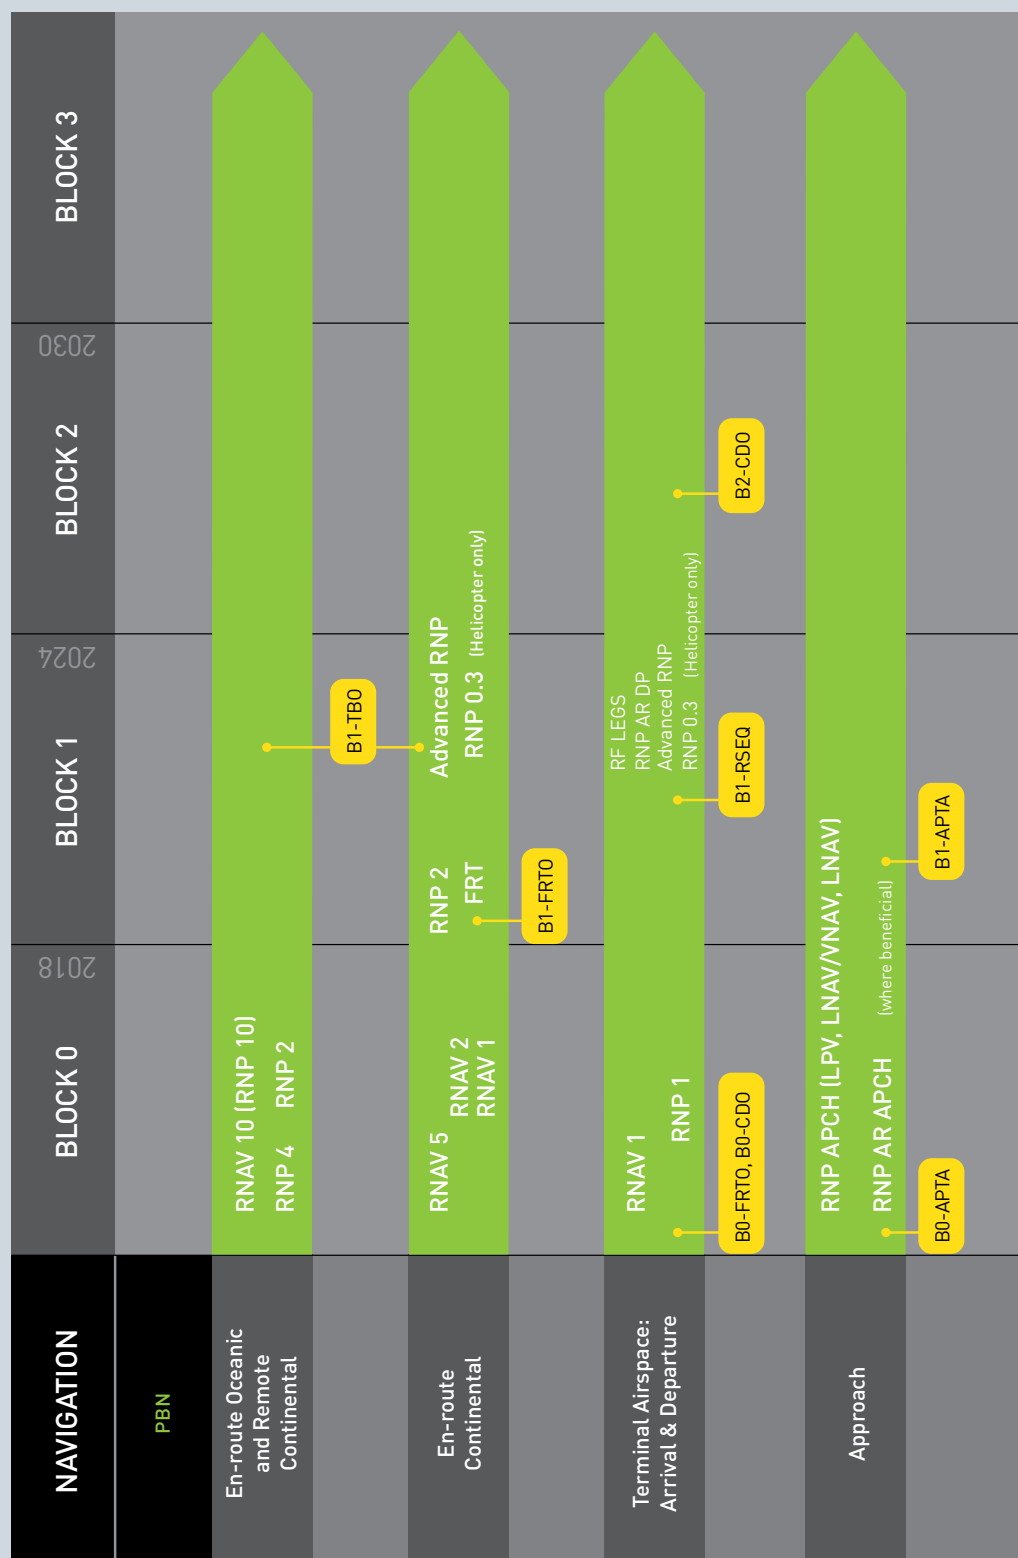 NAVIGATION
BLOCK 0
2018
BLOCK 1
2024
BLOCK 2
2030
BLOCK 3
PBN
En-route Oceanic
and Remote
Continental
RNAV 10 (RNP 10)
RNP 4 RNP 2
B1-TBO
En-route
Continental
RNAV 5
RNAV 2
RNAV 1
RNP 2
FRT
Advanced RNP
RNP 0.3 (Helicopter only)
B1-FRTO
Terminal Airspace:
Arrival & Departure
RNAV 1
RNP 1
RF LEGS
RNP AR DP
Advanced RNP
RNP 0.3 (Helicopter only)
B0-FRTO, B0-CDO
B1-RSEQ
B2-CDO
Approach
RNP APCH (LPV, LNAV/VNAV, LNAV)
RNP AR APCH (where beneficial)
B0-APTA
B1-APTA